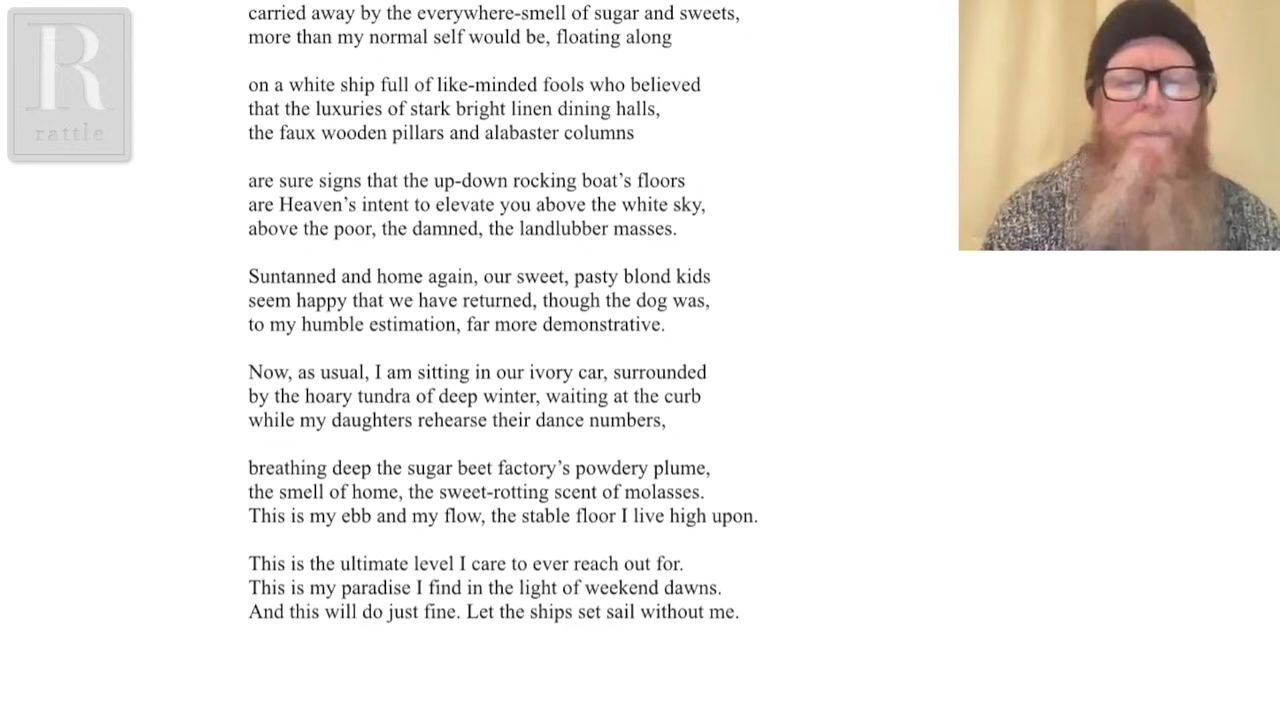 R
rattle
carried away by the everywhere-smell of sugar and sweets,
more than my normal self would be, floating along
on a white ship full of like-minded fools who believed
that the luxuries of stark bright linen dining halls,
the faux wooden pillars and alabaster columns
are sure signs that the up-down rocking boat’s floors
are Heaven’s intent to elevate you above the white sky,
above the poor, the damned, the landlubber masses.
Suntanned and home again, our sweet, pasty blond kids
seem happy that we have returned, though the dog was,
to my humble estimation, far more demonstrative.
Now, as usual, I am sitting in our ivory car, surrounded
by the hoary tundra of deep winter, waiting at the curb
while my daughters rehearse their dance numbers,
breathing deep the sugar beet factory’s powdery plume,
the smell of home, the sweet-rotting scent of molasses.
This is my ebb and my flow, the stable floor I live high upon.
This is the ultimate level I care to ever reach out for.
This is my paradise I find in the light of weekend dawns.
And this will do just fine. Let the ships set sail without me.